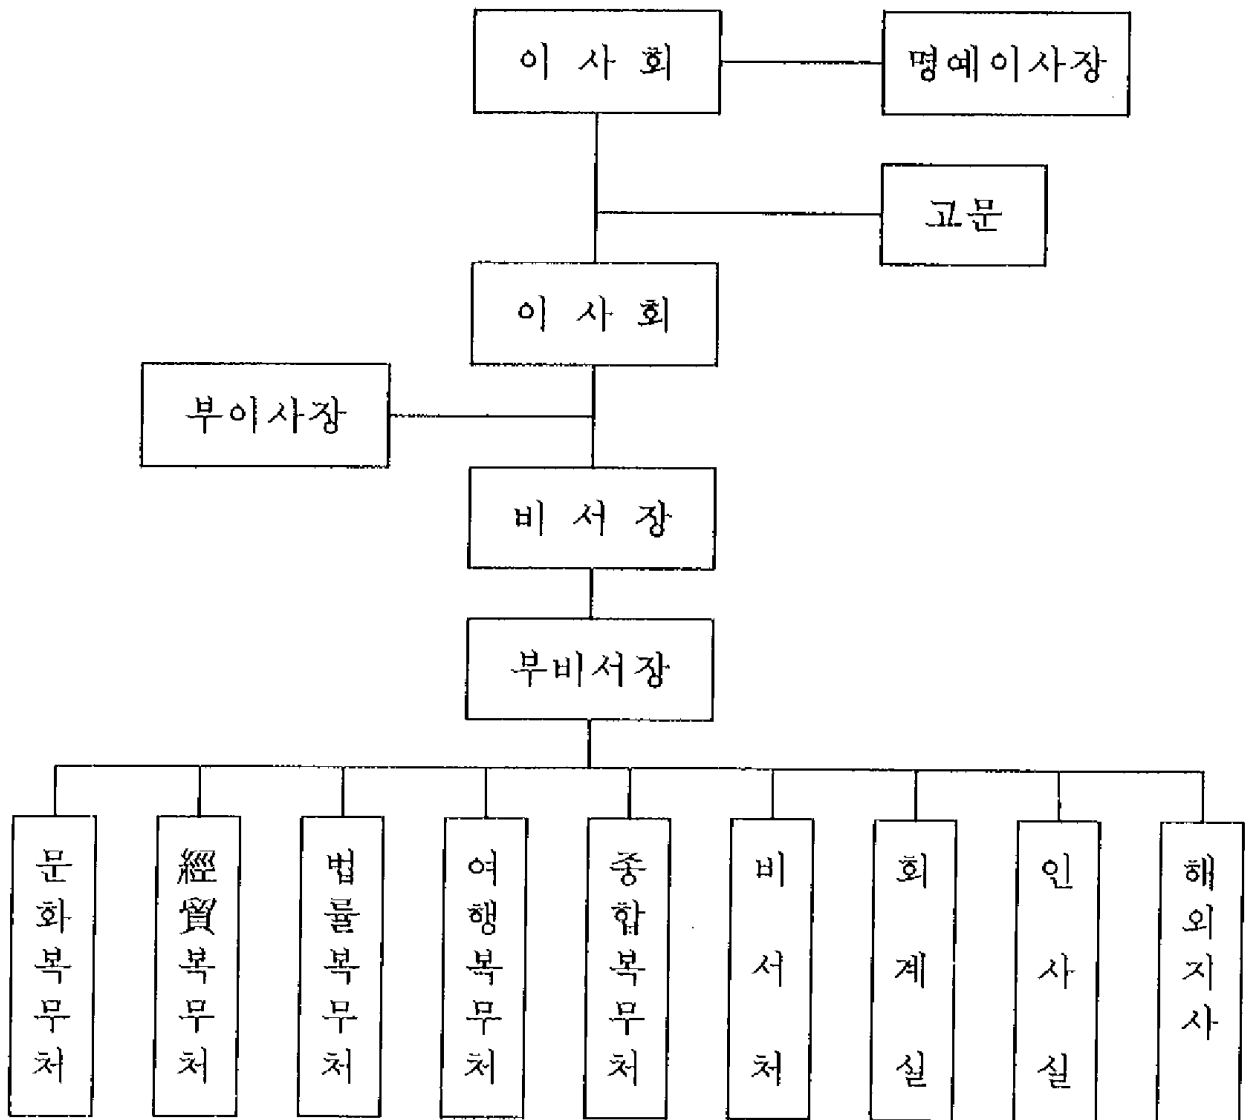 이 사 회
명예이사장
고문
이 사 회
부이사장
비 서 장
부비서장
문화복무처
經貿복무처
법률복무처
여행복무처
종합복무처
비서처
회계실
인사실
해외지사